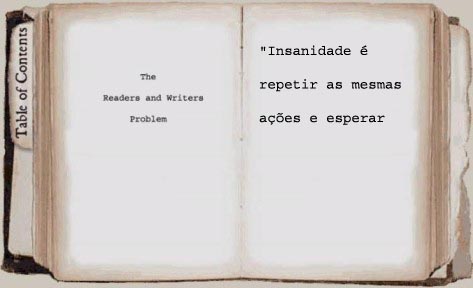 Table of Contents
The
Readers and Writers
Problem
"Insanidade é
repetir as mesmas
ações e esperar